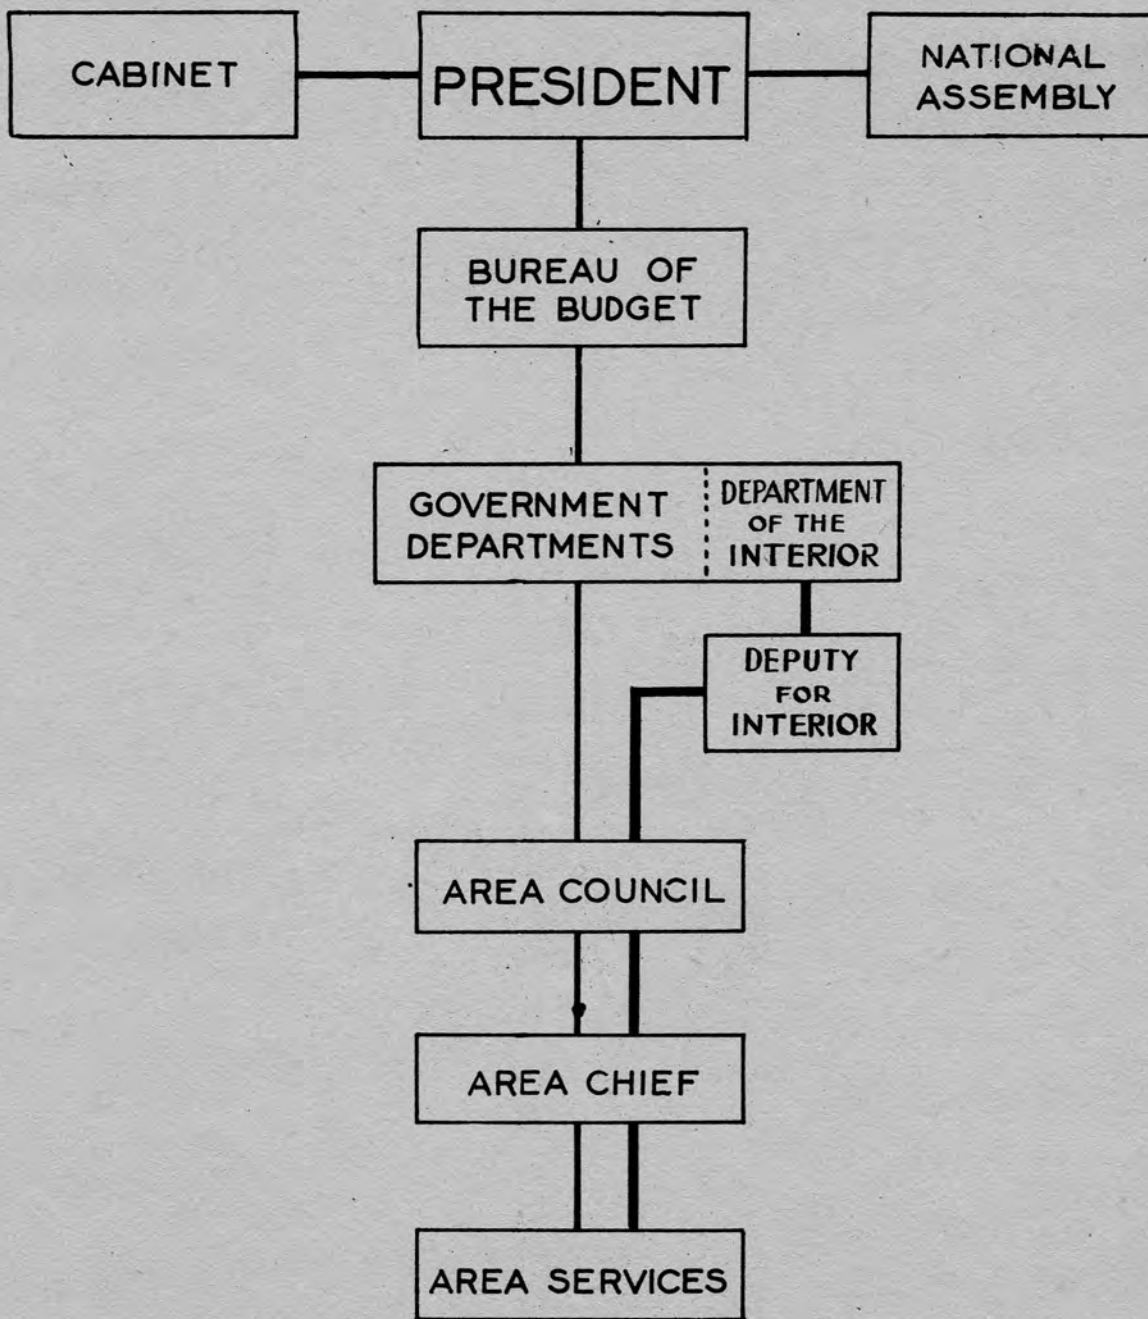 CABINET
PRESIDENT
NATIONAL
ASSEMBLY
BUREAU OF
THE BUDGET
GOVERNMENT
DEPARTMENTS
DEPARTMENT
OF THE
INTERIOR
DEPUTY
FOR
INTERIOR
AREA COUNCIL
AREA CHIEF
AREA SERVICES